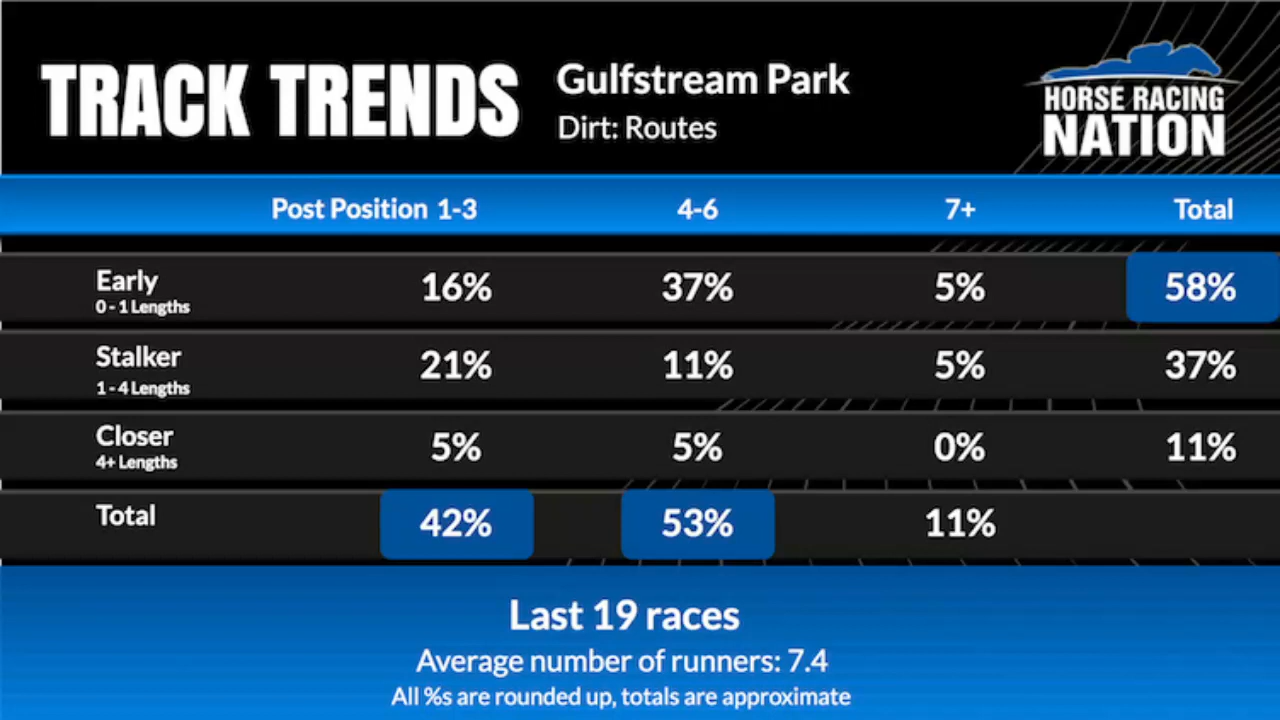 TRACK TRENDS
Gulfstream Park
Dirt: Routes
HORSE RACING
NATION
Post Position 1-3 4-6 7+ Total
Early 16% 37% 5% 58%
0 - 1 Lengths
Stalker 21% 11% 5% 37%
1 - 4 Lengths
Closer 5% 5% 0% 11%
4+ Lengths
Total 42% 53% 11%
Last 19 races
Average number of runners: 7.4
All %s are rounded up, totals are approximate